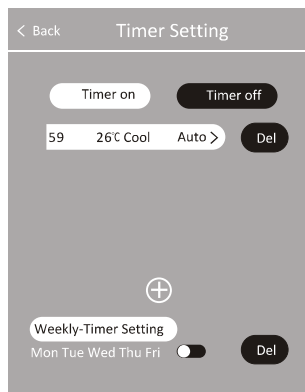 < Back Timer Setting
Timer on Timer off
59 26℃ Cool Auto > Del
Weekly-Timer Setting
Mon Tue Wed Thu Fri Del